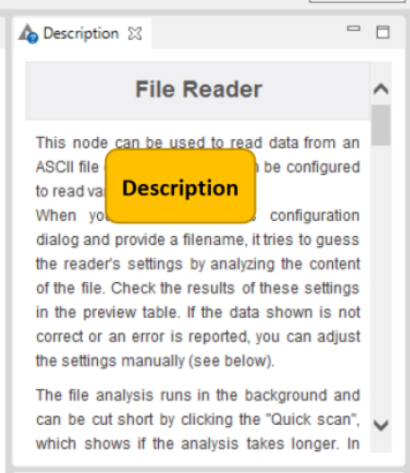 Description
File Reader
This node can be used to read data from an
ASCII file be configured
to read
Description
When configuration
dialog and provide a filename, it tries to guess
the reader's settings by analyzing the content
of the file. Check the results of these settings
in the preview table. If the data shown is not
correct or an error is reported, you can adjust
the settings manually (see below).
The file analysis runs in the background and
can be cut short by clicking the "Quick scan",
which shows if the analysis takes longer. In